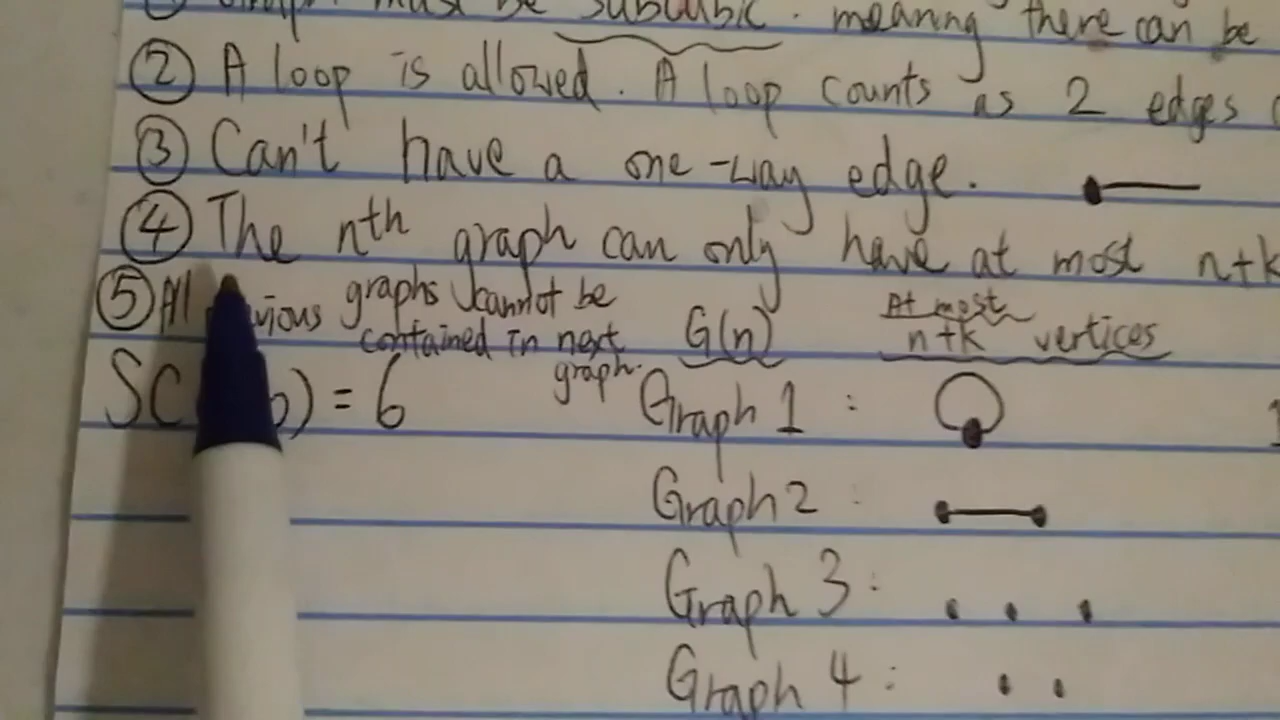 must be subcubic. meaning there can be
② A loop is allowed. A loop counts as 2 edges
③ Can't have a one-way edge.
④ The nth graph can only have at most n+k
⑤ All graphs cannot be
contained in next
graph.
G(n) At most
n+k vertices
SC = 6
Graph 1 :
Graph 2 :
Graph 3 :
Graph 4 :